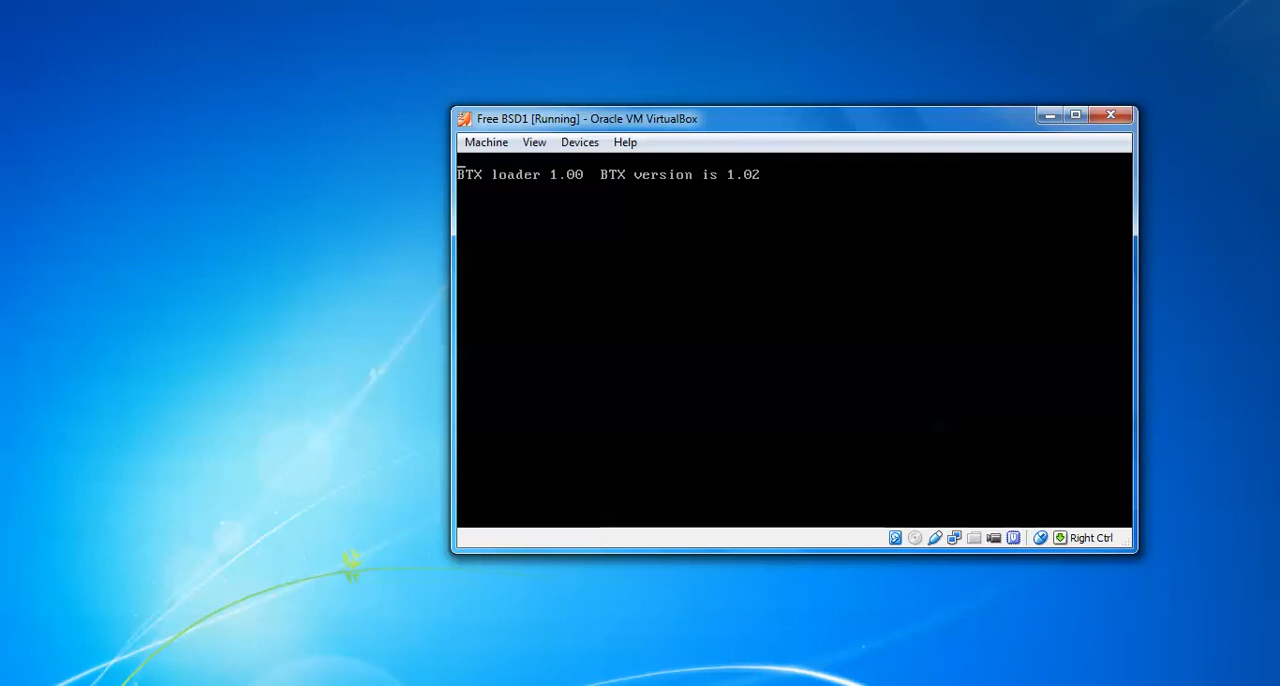 Free BSD1 [Running] - Oracle VM VirtualBox
Machine View Devices Help
BTX loader 1.00 BTX version is 1.02
Right Ctrl